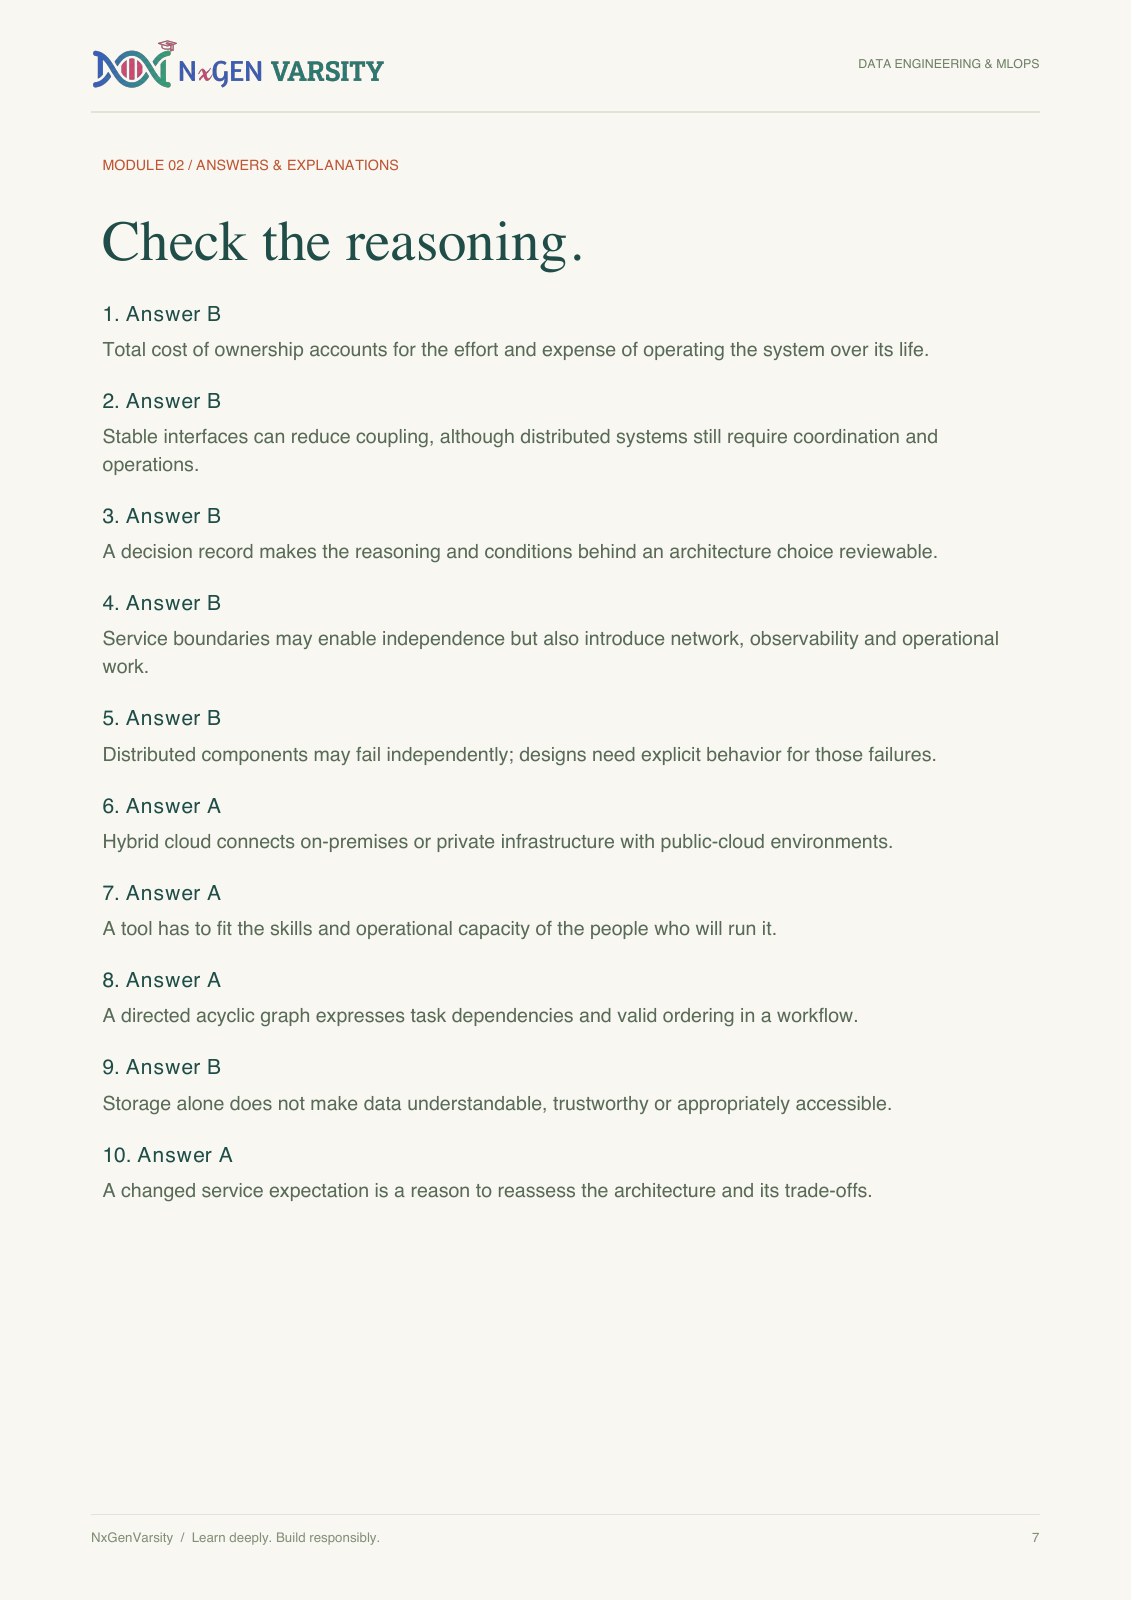 NxGEN VARSITY
DATA ENGINEERING & MLOPS
MODULE 02 / ANSWERS & EXPLANATIONS
Check the reasoning.
1. Answer B
Total cost of ownership accounts for the effort and expense of operating the system over its life.
2. Answer B
Stable interfaces can reduce coupling, although distributed systems still require coordination and
operations.
3. Answer B
A decision record makes the reasoning and conditions behind an architecture choice reviewable.
4. Answer B
Service boundaries may enable independence but also introduce network, observability and operational
work.
5. Answer B
Distributed components may fail independently; designs need explicit behavior for those failures.
6. Answer A
Hybrid cloud connects on-premises or private infrastructure with public-cloud environments.
7. Answer A
A tool has to fit the skills and operational capacity of the people who will run it.
8. Answer A
A directed acyclic graph expresses task dependencies and valid ordering in a workflow.
9. Answer B
Storage alone does not make data understandable, trustworthy or appropriately accessible.
10. Answer A
A changed service expectation is a reason to reassess the architecture and its trade-offs.
NxGenVarsity / Learn deeply. Build responsibly.
7